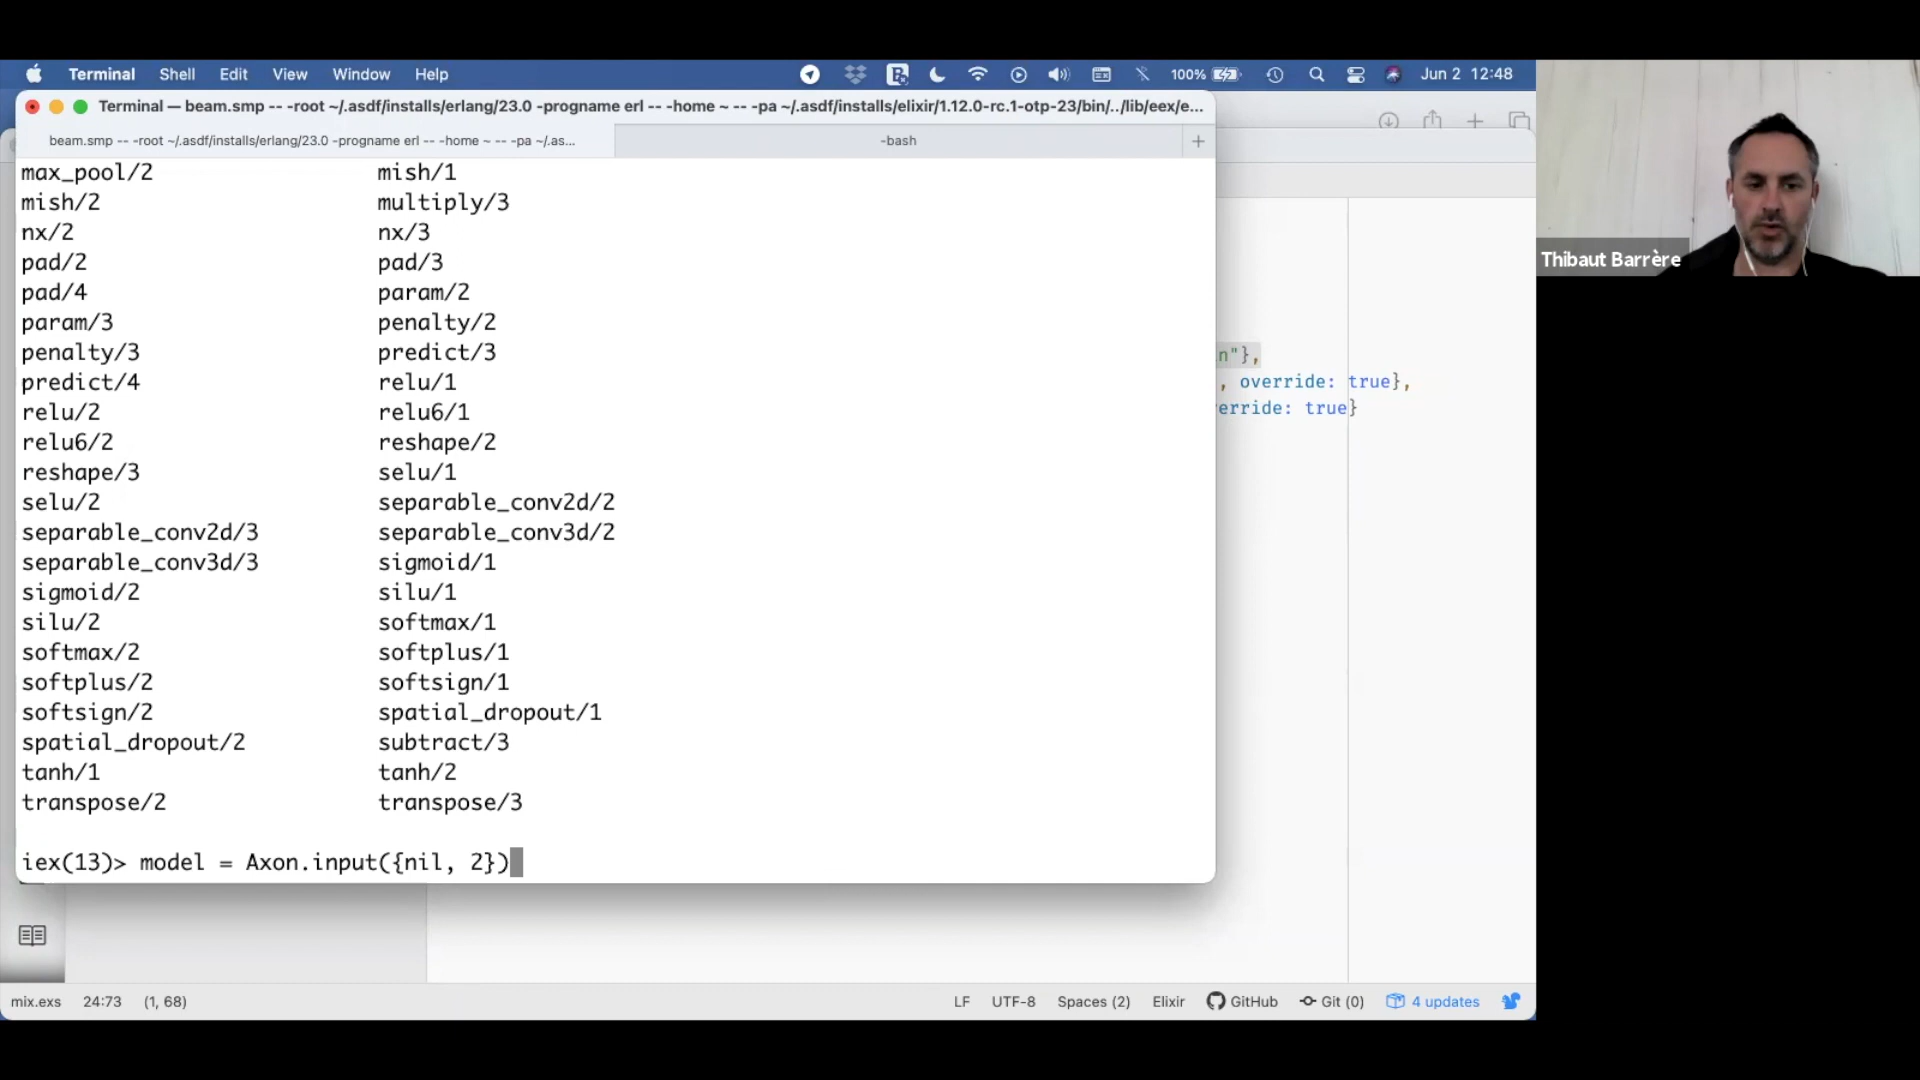 Terminal Shell Edit View Window Help 100% Jun 2 12:48
Terminal — beam.smp -- -root ~/.asdf/installs/erlang/23.0 -progname erl -- -home ~ -- -pa ~/.asdf/installs/elixir/1.12.0-rc.1-otp-23/bin/../lib/eex/e...
beam.smp -- -root ~/.asdf/installs/erlang/23.0 -progname erl -- -home ~ -- -pa ~/.as... -bash
max_pool/2 mish/1
mish/2 multiply/3
nx/2 nx/3
pad/2 pad/3
pad/4 param/2
param/3 penalty/2
penalty/3 predict/3
predict/4 relu/1
relu/2 relu6/1
relu6/2 reshape/2
reshape/3 selu/1
selu/2 separable_conv2d/2
separable_conv2d/3 separable_conv3d/2
separable_conv3d/3 sigmoid/1
sigmoid/2 silu/1
silu/2 softmax/1
softmax/2 softplus/1
softplus/2 softsign/1
softsign/2 spatial_dropout/1
spatial_dropout/2 subtract/3
tanh/1 tanh/2
transpose/2 transpose/3
iex(13)> model = Axon.input({nil, 2})
n"},
, override: true},
erride: true}
mix.exs 24:73 (1, 68) LF UTF-8 Spaces (2) Elixir GitHub Git (0) 4 updates
Thibaut Barrère